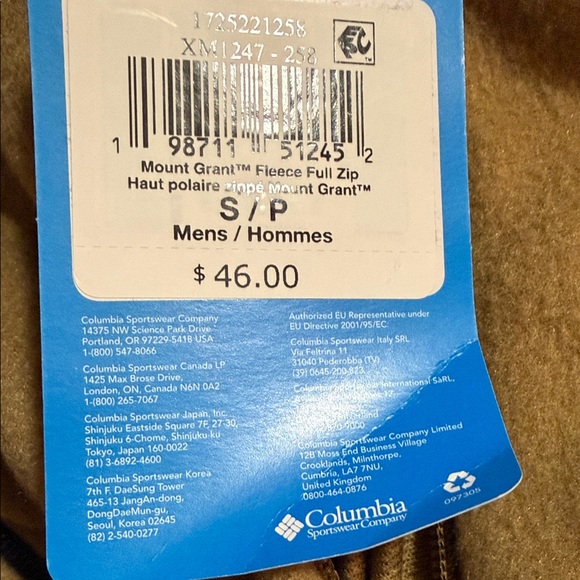 1725221258
XM1247 - 258
1 98711 51245 2
Mount Grant™ Fleece Full Zip
Haut polaire zippé Mount Grant™
S / P
Mens / Hommes
$ 46.00
Columbia Sportswear Company
14375 NW Science Park Drive
Portland, OR 97229-5418 USA
1-(800) 547-8066
Columbia Sportswear Canada LP
1425 Max Brose Drive,
London, ON, Canada N6N 0A2
1-(800) 265-7067
Columbia Sportswear Japan, Inc.
Shinjuku Eastside Square 7F, 27-30,
Shinjuku 6-Chome, Shinjuku-ku
Tokyo, Japan 160-0022
(81) 3-6892-4600
Columbia Sportswear Korea
7th F. DaeSung Tower
465-13 JangAn-dong,
DongDaeMun-gu,
Seoul, Korea 02645
(82) 2-540-0277
Authorized EU Representative under
EU Directive 2001/95/EC:
Columbia Sportswear Italy SRL
Via Feltrina 11
31040 Pederobba (TV)
(39) 0645-200-873
Columbia Sportswear International SaRL,
Columbia Sportswear Company Limited
12B Moss End Business Village
Crooklands, Milnthorpe,
Cumbria, LA7 7NU,
United Kingdom
0800-464-0876
097305
Columbia
Sportswear Company